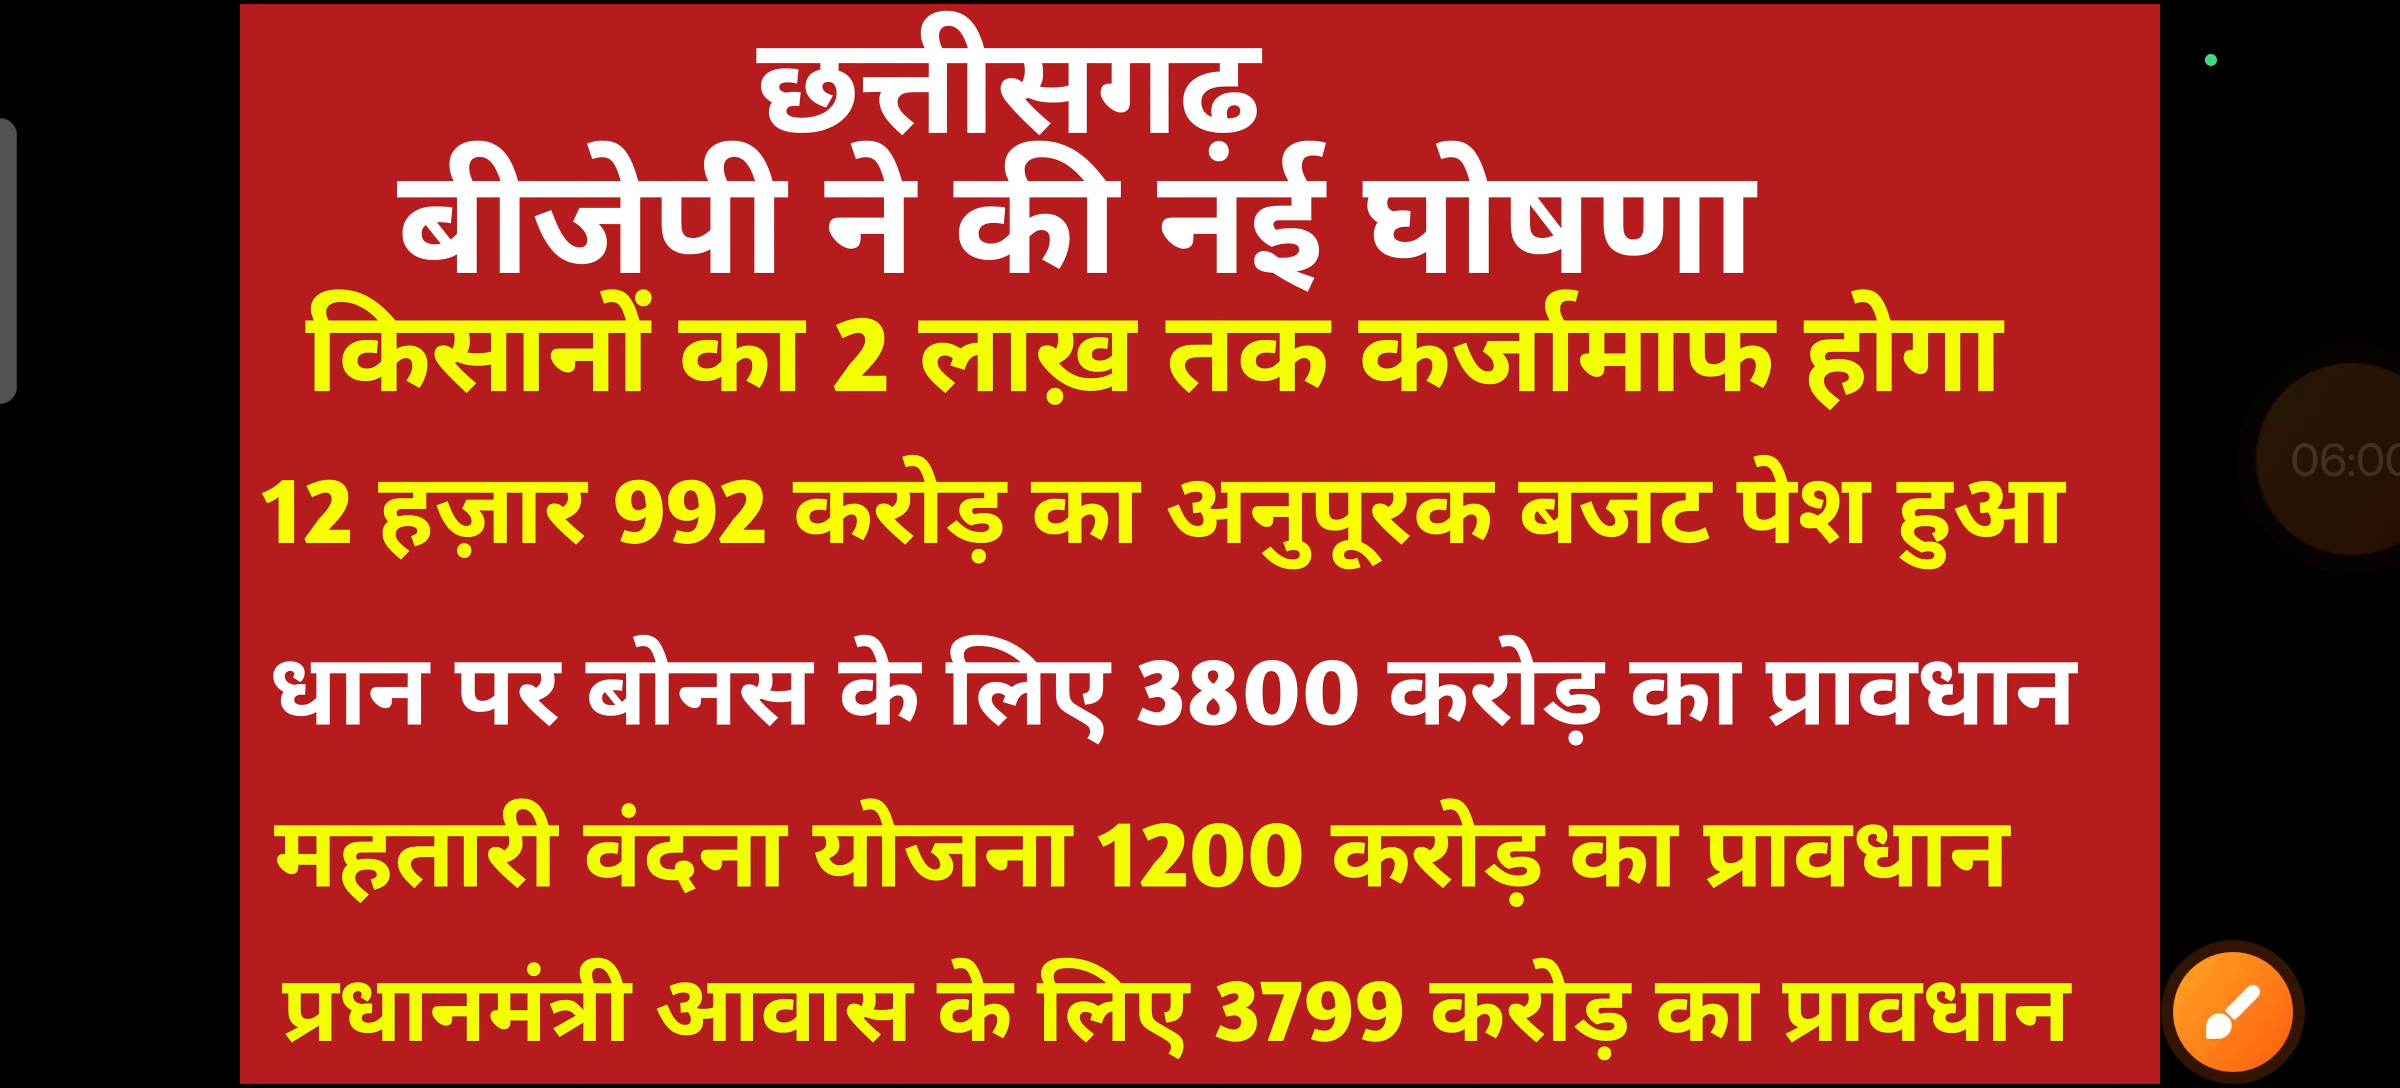 छत्तीसगढ़
बीजेपी ने की नई घोषणा
किसानों का 2 लाख़ तक कर्जामाफ होगा
12 हज़ार 992 करोड़ का अनुपूरक बजट पेश हुआ
धान पर बोनस के लिए 3800 करोड़ का प्रावधान
महतारी वंदना योजना 1200 करोड़ का प्रावधान
प्रधानमंत्री आवास के लिए 3799 करोड़ का प्रावधान